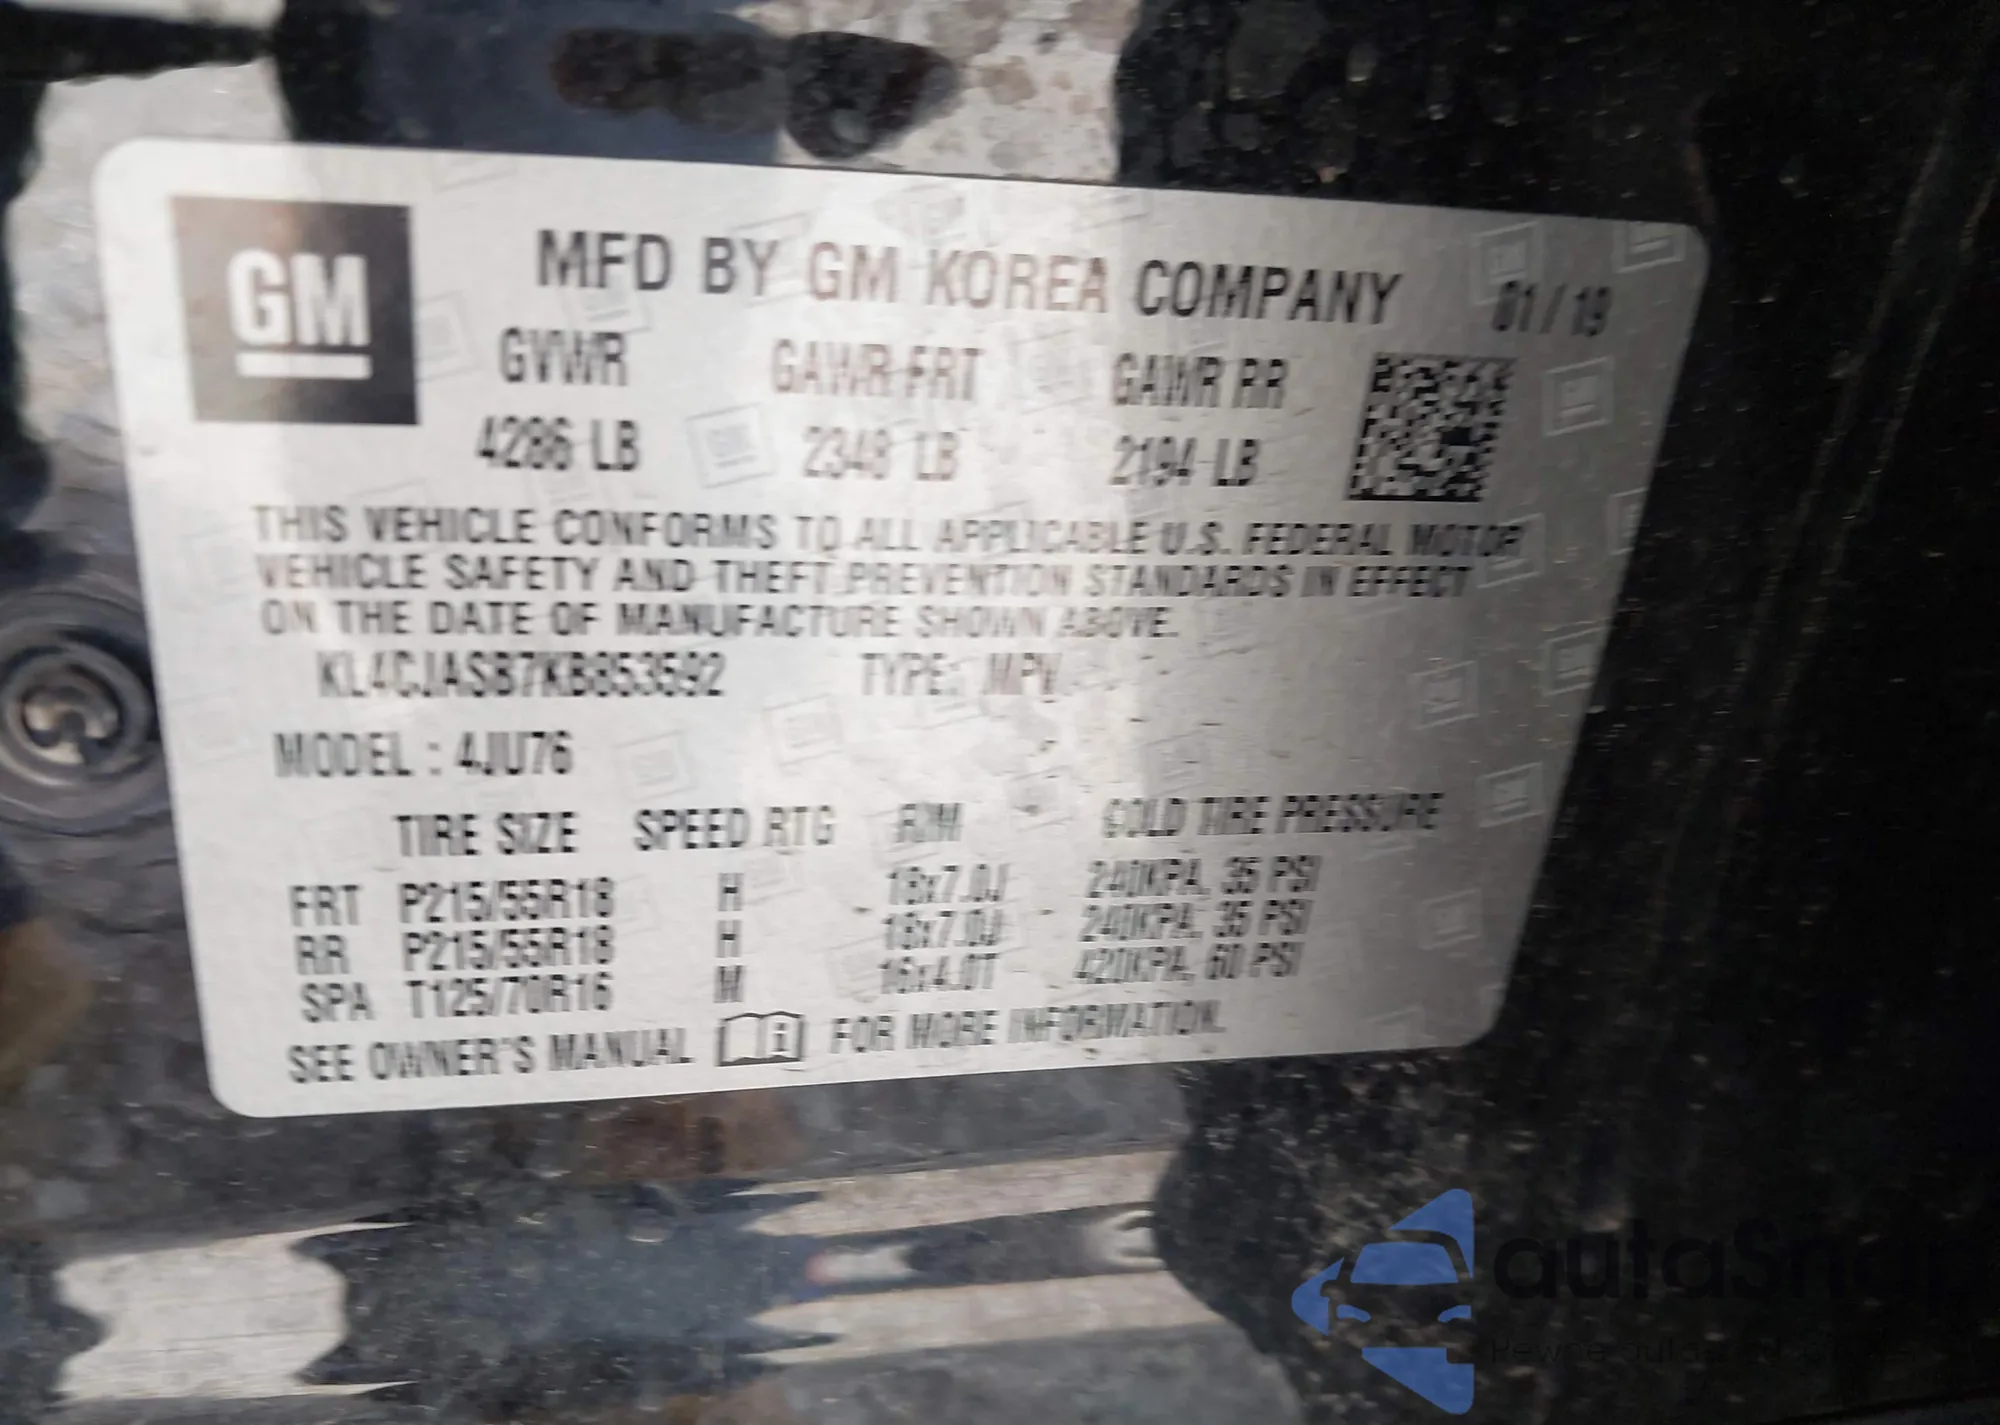 GM
MFD BY GM KOREA COMPANY 01/19
GVWR GAWR FRT GAWR RR
4286 LB 2348 LB 2194 LB
THIS VEHICLE CONFORMS TO ALL APPLICABLE U.S. FEDERAL MOTOR
VEHICLE SAFETY AND THEFT PREVENTION STANDARDS IN EFFECT
ON THE DATE OF MANUFACTURE SHOWN ABOVE.
KL4CJASB7KB853592 TYPE: MPV
MODEL : 4JU76
TIRE SIZE SPEED RTG RIM COLD TIRE PRESSURE
FRT P215/55R18 H 18x7.0J 240KPA, 35 PSI
RR P215/55R18 H 18x7.0J 240KPA, 35 PSI
SPA T125/70R16 M 16x4.0T 420KPA, 60 PSI
SEE OWNER'S MANUAL FOR MORE INFORMATION.